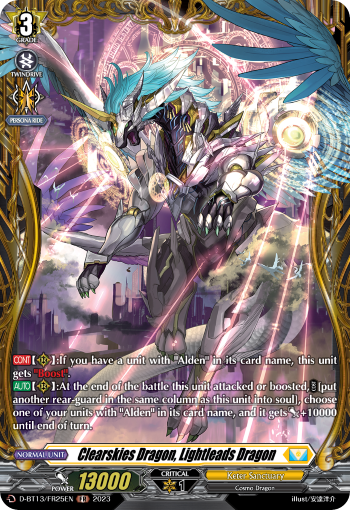 3
GRADE
TWINDRIVE
PERSONA RIDE
CONT【】:If you have a unit with "Alden" in its card name, this unit
gets "Boost".
AUTO【】:At the end of the battle this unit attacked or boosted, [put
another rear-guard in the same column as this unit into soul], choose
one of your units with "Alden" in its card name, and it gets +10000
until end of turn.
NORMAL UNIT
Clearskies Dragon, Lightleads Dragon
POWER 13000
CRITICAL
1
Keter Sanctuary
Cosmo Dragon
D-BT13/FR25EN FR 2023
illust/安達洋介